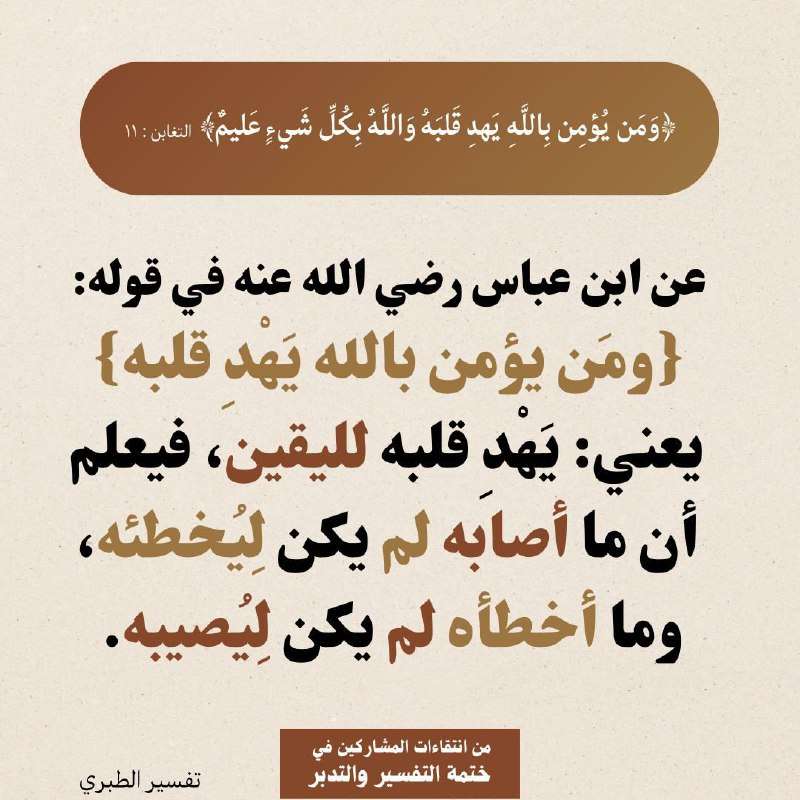 ﴿وَمَن يُؤمِن بِاللَّهِ يَهدِ قَلبَهُ وَاللَّهُ بِكُلِّ شَيءٍ عَليمٌ﴾ التغابن : ١١
عن ابن عباس رضي الله عنه في قوله:
{ومَن يؤمن بالله يَهْدِ قلبه}
يعني: يَهْدِ قلبه لليقين، فيعلم
أن ما أصابه لم يكن لِيُخطئه،
وما أخطأه لم يكن لِيُصيبه.
من انتقاءات المشاركين في
ختمة التفسير والتدبر
تفسير الطبري